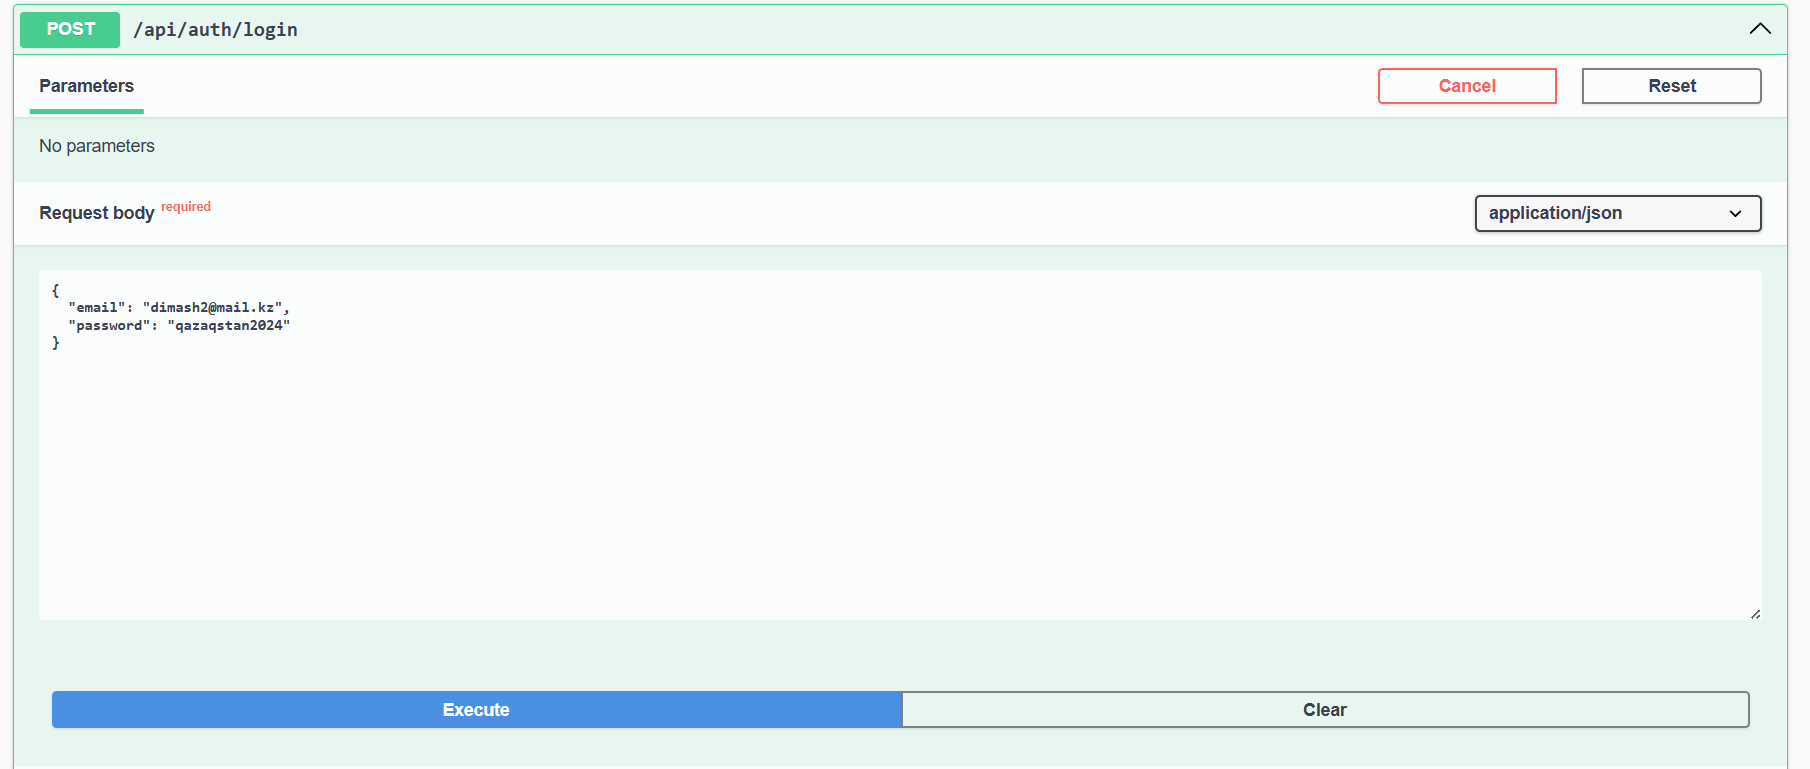 POST /api/auth/login
Parameters
Cancel
Reset
No parameters
Request body required
application/json
{
  "email": "dimash2@mail.kz",
  "password": "qazaqstan2024"
}
Execute
Clear